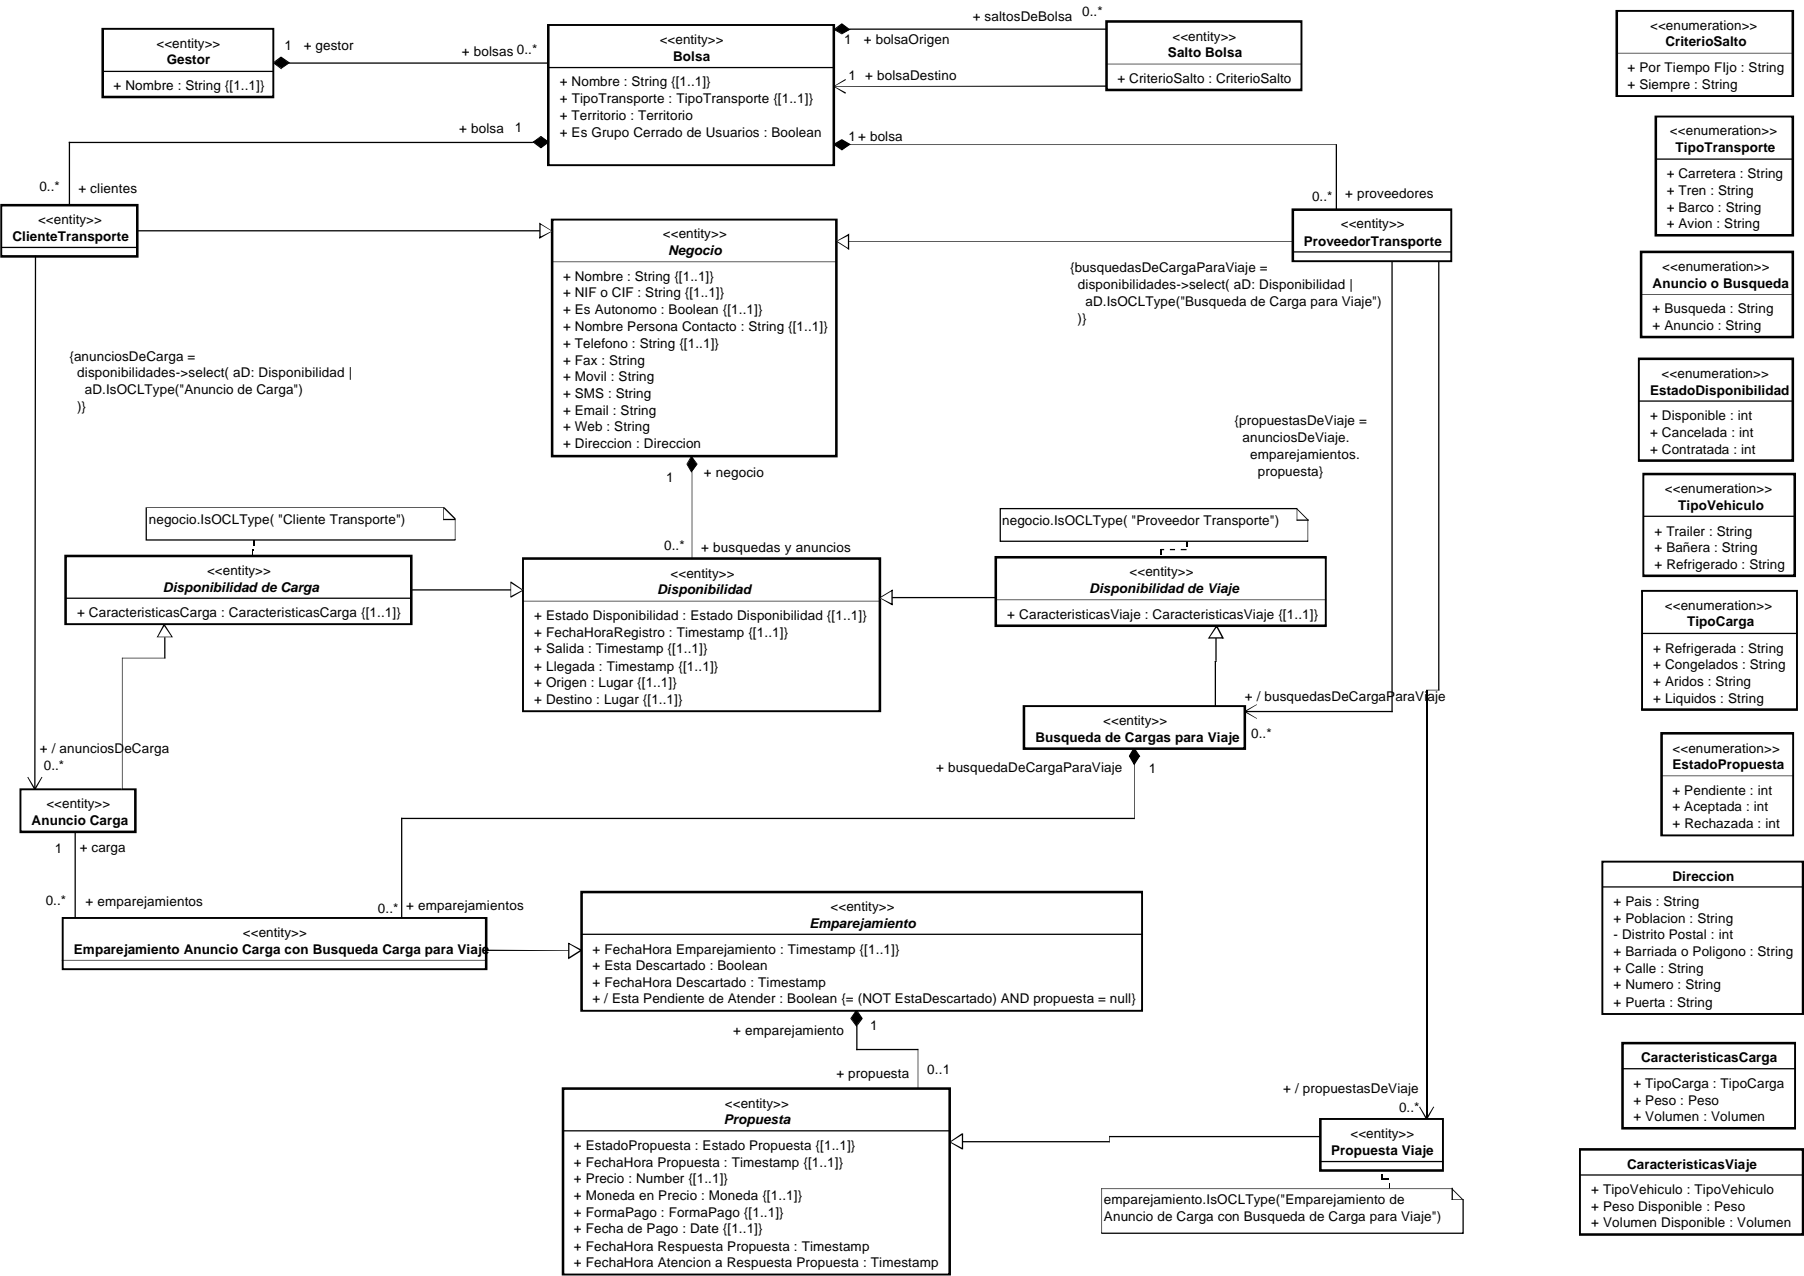 <<entity>>
Gestor
+ Nombre : String {[1..1]}
1 + gestor
+ bolsas 0..*
<<entity>>
Bolsa
+ Nombre : String {[1..1]}
+ TipoTransporte : TipoTransporte {[1..1]}
+ Territorio : Territorio
+ Es Grupo Cerrado de Usuarios : Boolean
+ saltosDeBolsa 0..*
1 + bolsaOrigen
1 + bolsaDestino
<<entity>>
Salto Bolsa
+ CriterioSalto : CriterioSalto
+ bolsa 1
1 + bolsa
0..* + clientes
0..* + proveedores
<<entity>>
ClienteTransporte
<<entity>>
Negocio
+ Nombre : String {[1..1]}
+ NIF o CIF : String {[1..1]}
+ Es Autonomo : Boolean {[1..1]}
+ Nombre Persona Contacto : String {[1..1]}
+ Telefono : String {[1..1]}
+ Fax : String
+ Movil : String
+ SMS : String
+ Email : String
+ Web : String
+ Direccion : Direccion
<<entity>>
ProveedorTransporte
{busquedasDeCargaParaViaje =
disponibilidades->select( aD: Disponibilidad |
aD.IsOCLType("Busqueda de Carga para Viaje")
)}
{anunciosDeCarga =
disponibilidades->select( aD: Disponibilidad |
aD.IsOCLType("Anuncio de Carga")
)}
{propuestasDeViaje =
anunciosDeViaje.
emparejamientos.
propuesta}
1 + negocio
0..* + busquedas y anuncios
negocio.IsOCLType( "Cliente Transporte")
negocio.IsOCLType( "Proveedor Transporte")
<<entity>>
Disponibilidad de Carga
+ CaracteristicasCarga : CaracteristicasCarga {[1..1]}
<<entity>>
Disponibilidad
+ Estado Disponibilidad : Estado Disponibilidad {[1..1]}
+ FechaHoraRegistro : Timestamp {[1..1]}
+ Salida : Timestamp {[1..1]}
+ Llegada : Timestamp {[1..1]}
+ Origen : Lugar {[1..1]}
+ Destino : Lugar {[1..1]}
<<entity>>
Disponibilidad de Viaje
+ CaracteristicasViaje : CaracteristicasViaje {[1..1]}
+ / busquedasDeCargaParaViaje
0..*
<<entity>>
Busqueda de Cargas para Viaje
+ busquedaDeCargaParaViaje 1
+ / anunciosDeCarga
0..*
<<entity>>
Anuncio Carga
1 + carga
0..* + emparejamientos
0..* + emparejamientos
<<entity>>
Emparejamiento Anuncio Carga con Busqueda Carga para Viaje
<<entity>>
Emparejamiento
+ FechaHora Emparejamiento : Timestamp {[1..1]}
+ Esta Descartado : Boolean
+ FechaHora Descartado : Timestamp
+ / Esta Pendiente de Atender : Boolean {= (NOT EstaDescartado) AND propuesta = null}
+ emparejamiento 1
+ propuesta 0..1
<<entity>>
Propuesta
+ EstadoPropuesta : Estado Propuesta {[1..1]}
+ FechaHora Propuesta : Timestamp {[1..1]}
+ Precio : Number {[1..1]}
+ Moneda en Precio : Moneda {[1..1]}
+ FormaPago : FormaPago {[1..1]}
+ Fecha de Pago : Date {[1..1]}
+ FechaHora Respuesta Propuesta : Timestamp
+ FechaHora Atencion a Respuesta Propuesta : Timestamp
+ / propuestasDeViaje
0..*
<<entity>>
Propuesta Viaje
emparejamiento.IsOCLType("Emparejamiento de
Anuncio de Carga con Busqueda de Carga para Viaje")
<<enumeration>>
CriterioSalto
+ Por Tiempo FIjo : String
+ Siempre : String
<<enumeration>>
TipoTransporte
+ Carretera : String
+ Tren : String
+ Barco : String
+ Avion : String
<<enumeration>>
Anuncio o Busqueda
+ Busqueda : String
+ Anuncio : String
<<enumeration>>
EstadoDisponibilidad
+ Disponible : int
+ Cancelada : int
+ Contratada : int
<<enumeration>>
TipoVehiculo
+ Trailer : String
+ Bañera : String
+ Refrigerado : String
<<enumeration>>
TipoCarga
+ Refrigerada : String
+ Congelados : String
+ Aridos : String
+ Liquidos : String
<<enumeration>>
EstadoPropuesta
+ Pendiente : int
+ Aceptada : int
+ Rechazada : int
Direccion
+ Pais : String
+ Poblacion : String
- Distrito Postal : int
+ Barriada o Poligono : String
+ Calle : String
+ Numero : String
+ Puerta : String
CaracteristicasCarga
+ TipoCarga : TipoCarga
+ Peso : Peso
+ Volumen : Volumen
CaracteristicasViaje
+ TipoVehiculo : TipoVehiculo
+ Peso Disponible : Peso
+ Volumen Disponible : Volumen